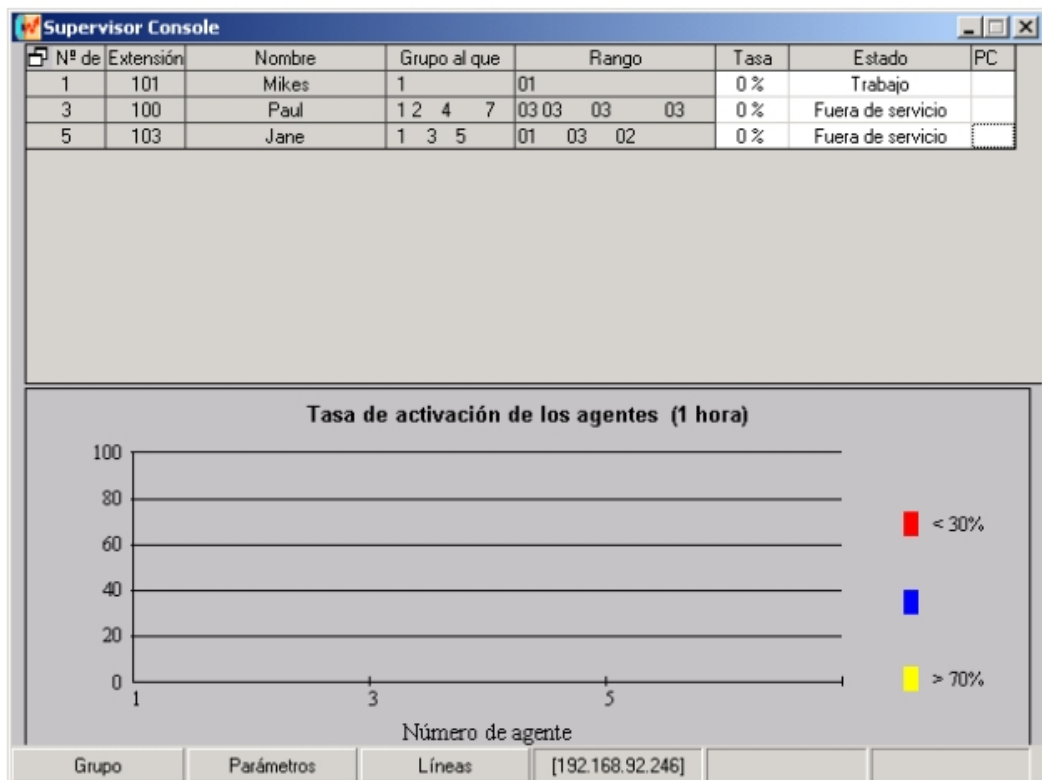 Supervisor Console
Nº de Extensión Nombre Grupo al que Rango Tasa Estado PC
1 101 Mikes 1 01 0 % Trabajo
3 100 Paul 1 2 4 7 03 03 03 03 0 % Fuera de servicio
5 103 Jane 1 3 5 01 03 02 0 % Fuera de servicio
Tasa de activación de los agentes (1 hora)
100
80
60
40
20
0
1 3 5
Número de agente
< 30%
> 70%
Grupo Parámetros Líneas [192.168.92.246]